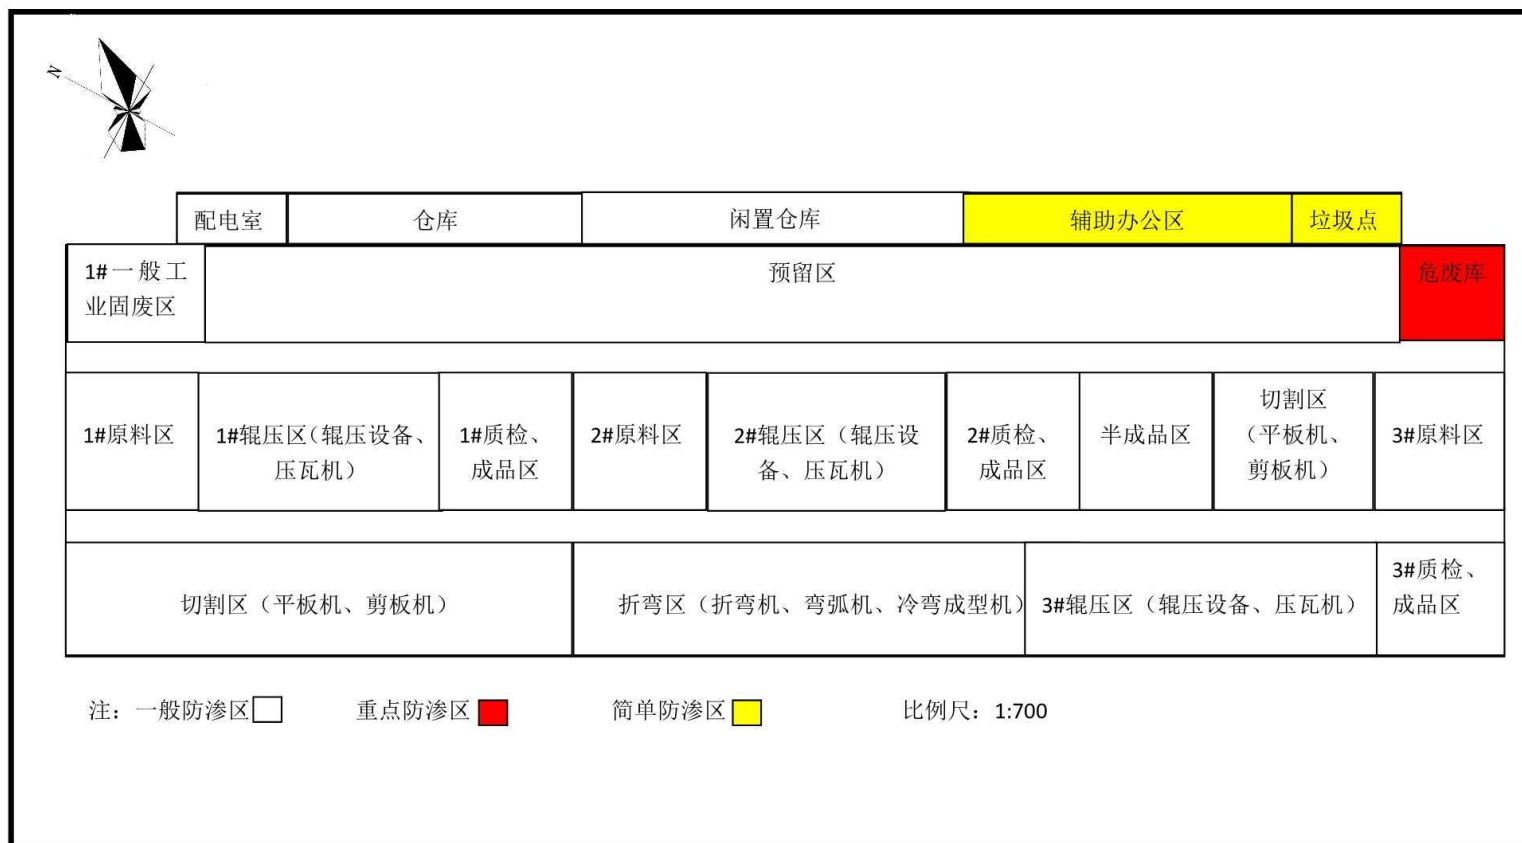 N
配电室
仓库
闲置仓库
辅助办公区
垃圾点
1#一般工
业固废区
预留区
危废库
1#原料区
1#辊压区（辊压设备、
压瓦机）
1#质检、
成品区
2#原料区
2#辊压区（辊压设
备、压瓦机）
2#质检、
成品区
半成品区
切割区
（平板机、
剪板机）
3#原料区
切割区（平板机、剪板机）
折弯区（折弯机、弯弧机、冷弯成型机）
3#辊压区（辊压设备、压瓦机）
3#质检、
成品区
注：一般防渗区 重点防渗区 简单防渗区 比例尺：1:700